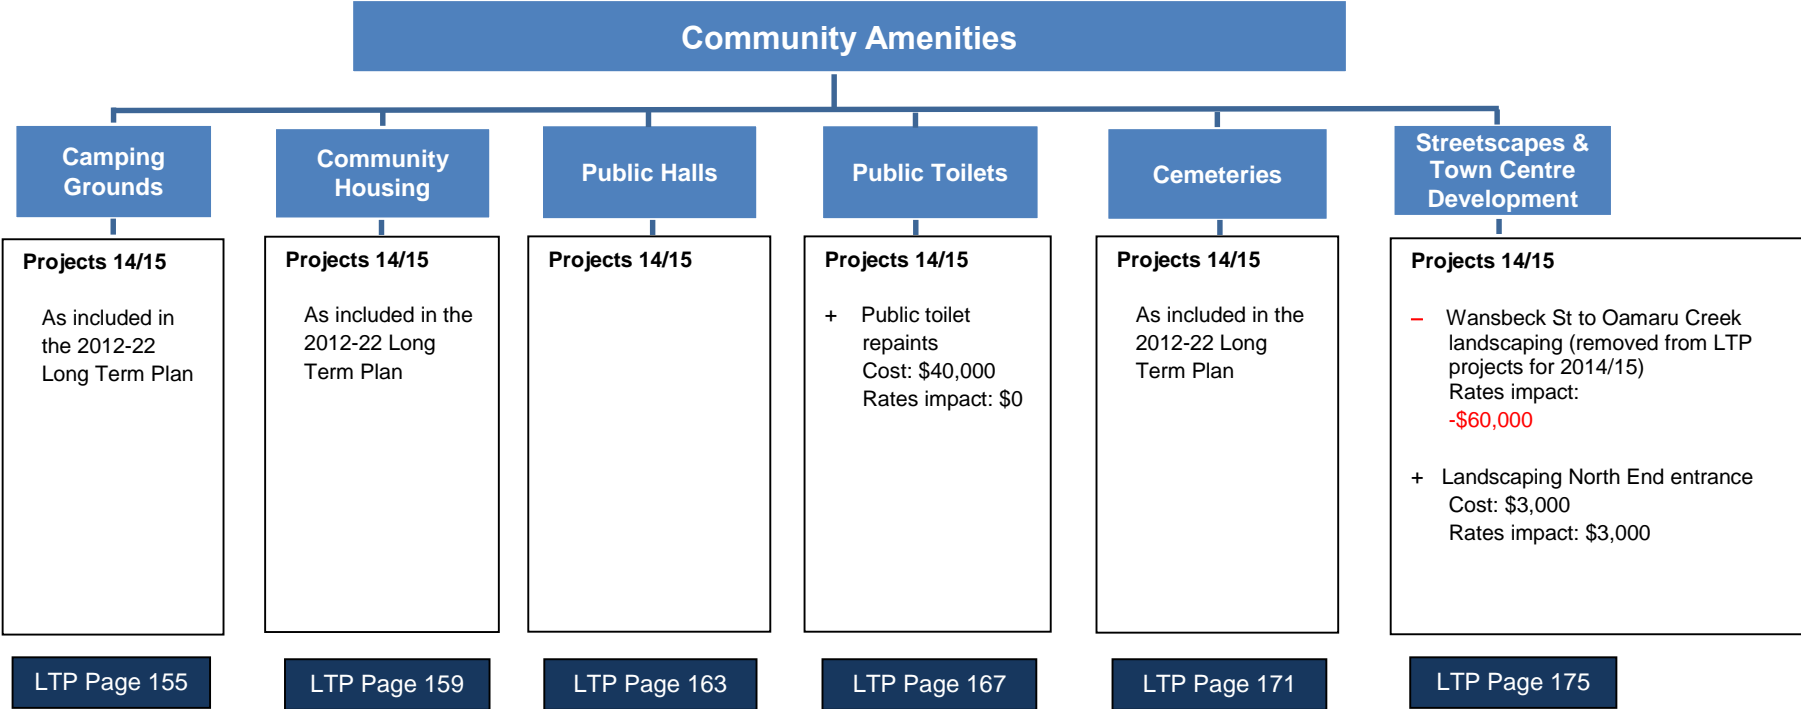 Community Amenities
Camping
Grounds
Projects 14/15
As included in
the 2012-22
Long Term Plan
LTP Page 155
Community
Housing
Projects 14/15
As included in the
2012-22 Long
Term Plan
LTP Page 159
Public Halls
Projects 14/15
LTP Page 163
Public Toilets
Projects 14/15
+ Public toilet
repaints
Cost: $40,000
Rates impact: $0
LTP Page 167
Cemeteries
Projects 14/15
As included in the
2012-22 Long
Term Plan
LTP Page 171
Streetscapes &
Town Centre
Development
Projects 14/15
– Wansbeck St to Oamaru Creek
landscaping (removed from LTP
projects for 2014/15)
Rates impact:
-$60,000
+ Landscaping North End entrance
Cost: $3,000
Rates impact: $3,000
LTP Page 175